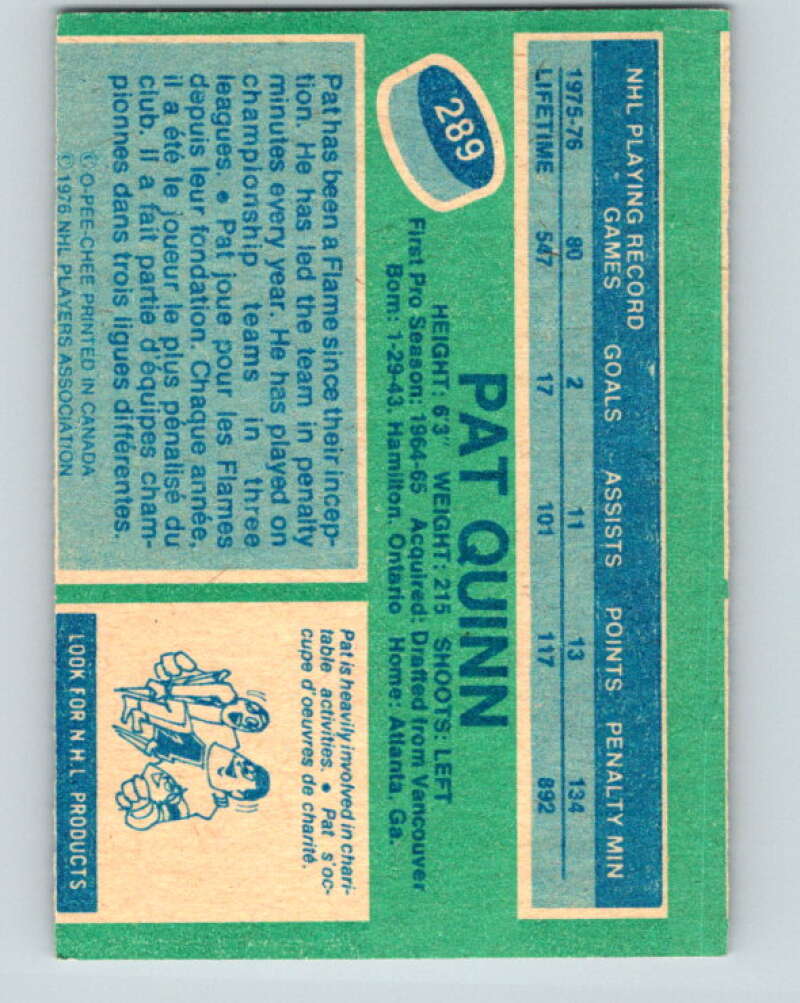 NHL PLAYING RECORD
GAMES GOALS ASSISTS POINTS PENALTY MIN
1975-76 80 2 11 13 134
LIFETIME 547 17 101 117 892
289
PAT QUINN
HEIGHT: 6'3" WEIGHT: 215 SHOOTS: LEFT
First Pro Season: 1964-65 Acquired: Drafted from Vancouver
Born: 1-29-43. Hamilton. Ontario Home: Atlanta, Ga.
Pat has been a Flame since their incep-
tion. He has led the team in penalty
minutes every year. He has played on
championship teams in three
leagues. • Pat joue pour les Flames
depuis leur fondation. Chaque année,
il a été le joueur le plus pénalisé du
club. Il a fait partie d'équipes cham-
pionnes dans trois ligues différentes.
© O-PEE-CHEE PRINTED IN CANADA
© 1976 NHL PLAYERS ASSOCIATION
Pat is heavily involved in chari-
table activities. • Pat s'oc-
cupe d'oeuvres de charité.
LOOK FOR N.H.L PRODUCTS